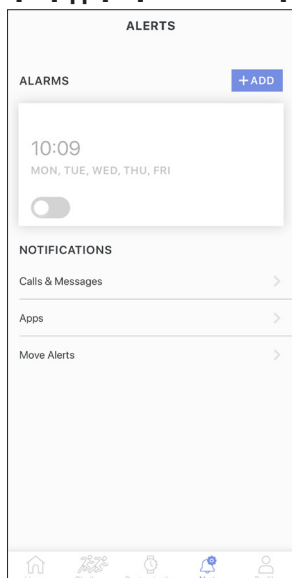 ALERTS
ALARMS
+ ADD
10:09
MON, TUE, WED, THU, FRI
NOTIFICATIONS
Calls & Messages
Apps
Move Alerts